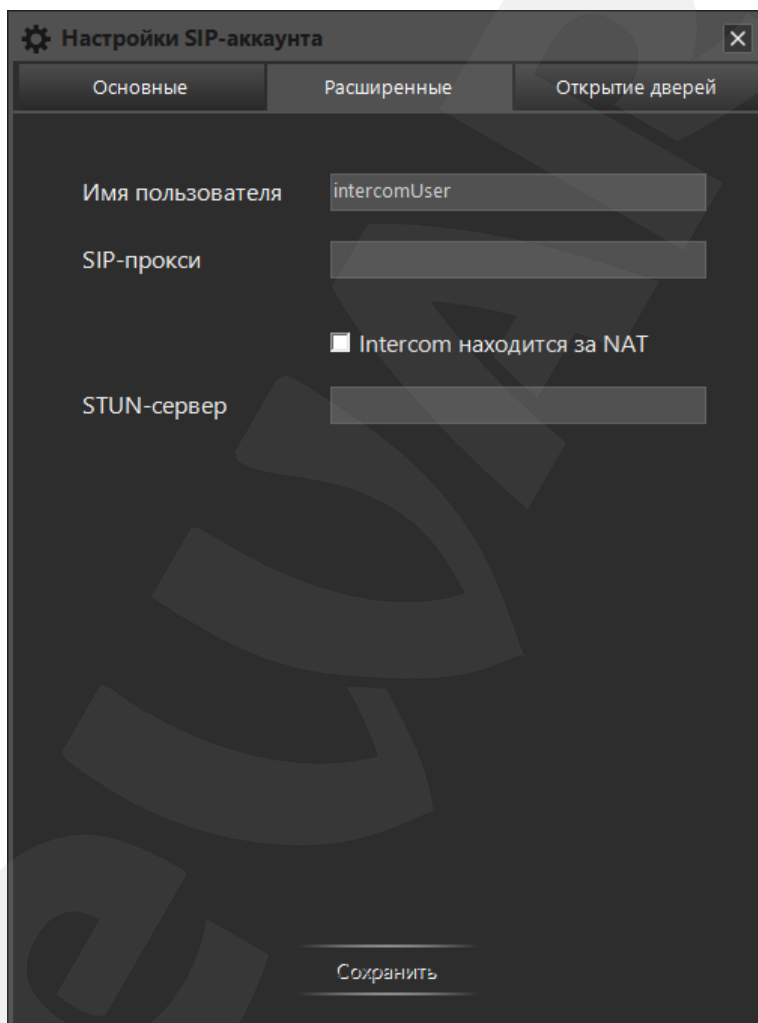 Настройки SIP-аккаунта
Основные Расширенные Открытие дверей
Имя пользователя intercomUser
SIP-прокси
Intercom находится за NAT
STUN-сервер
Сохранить